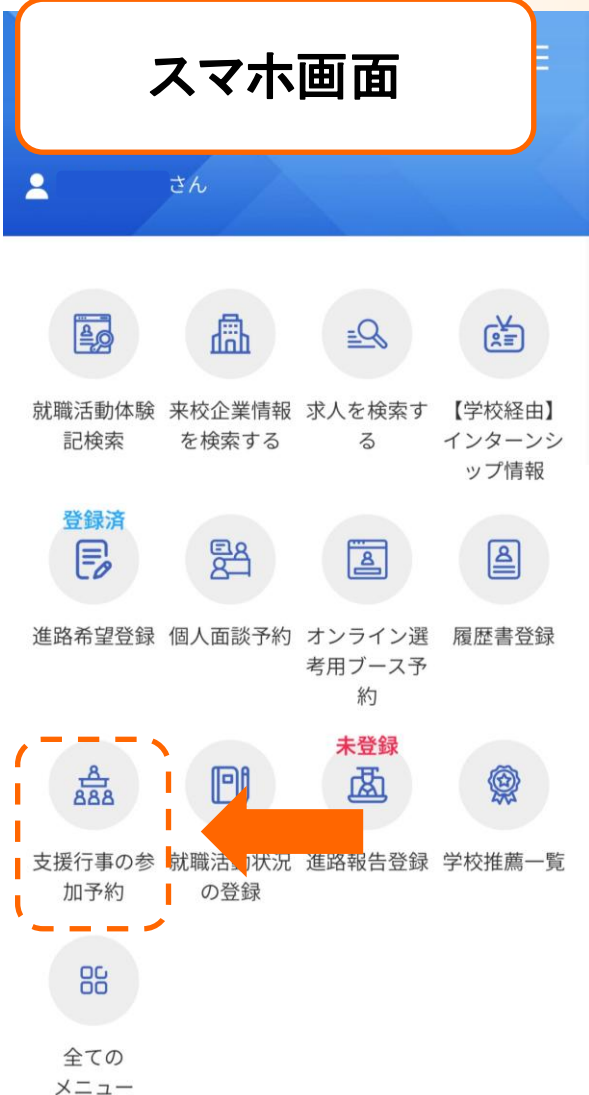 スマホ画面
さん
就職活動体験
記検索
来校企業情報
を検索する
求人を検索す
る
【学校経由】
インターンシ
ップ情報
登録済
進路希望登録
個人面談予約
オンライン選
考用ブース予
約
履歴書登録
支援行事の参
加予約
就職活動状況
の登録
未登録
進路報告登録
学校推薦一覧
全ての
メニュー